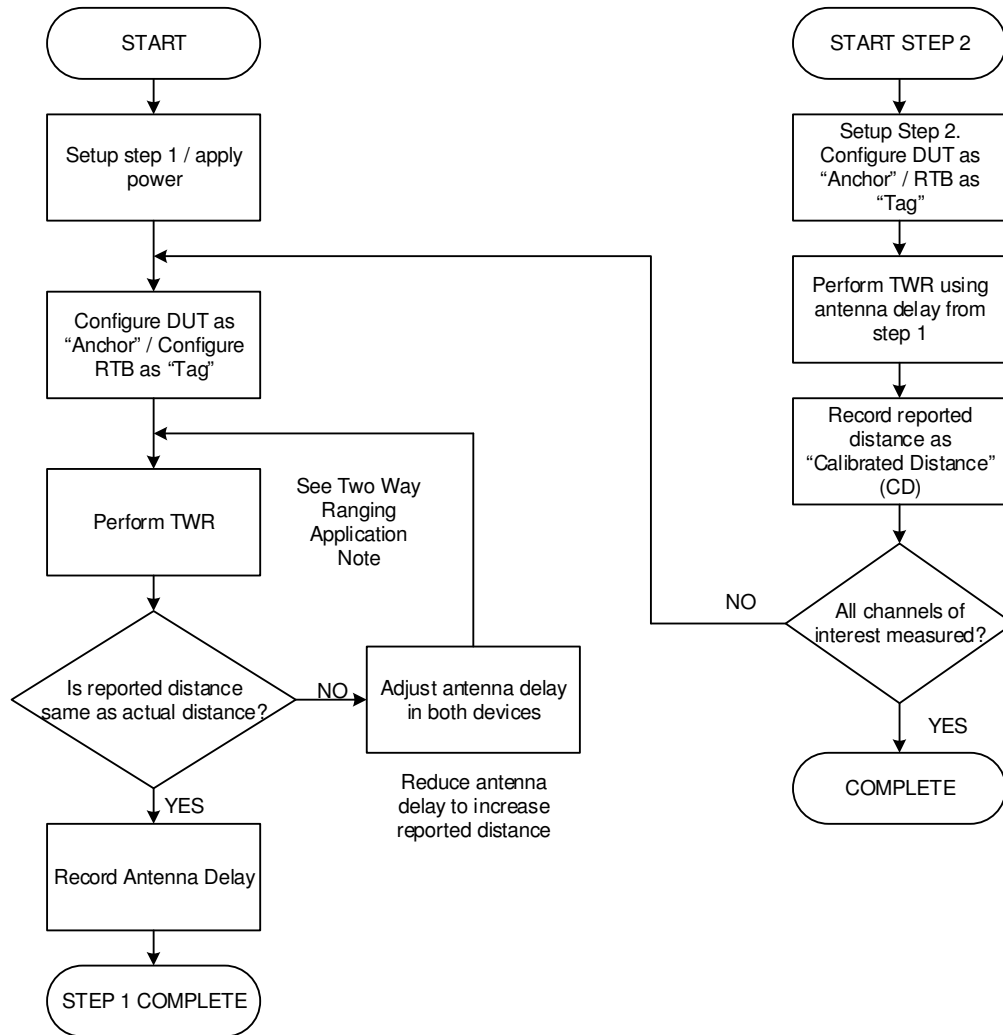 START
Setup step 1 / apply
power
Configure DUT as
“Anchor” / Configure
RTB as “Tag”
Perform TWR
See Two Way
Ranging
Application
Note
Is reported distance
same as actual distance?
NO
Adjust antenna delay
in both devices
Reduce antenna
delay to increase
reported distance
YES
Record Antenna Delay
STEP 1 COMPLETE
START STEP 2
Setup Step 2.
Configure DUT as
“Anchor” / RTB as
“Tag”
Perform TWR using
antenna delay from
step 1
Record reported
distance as
“Calibrated Distance”
(CD)
All channels of
interest measured?
NO
YES
COMPLETE